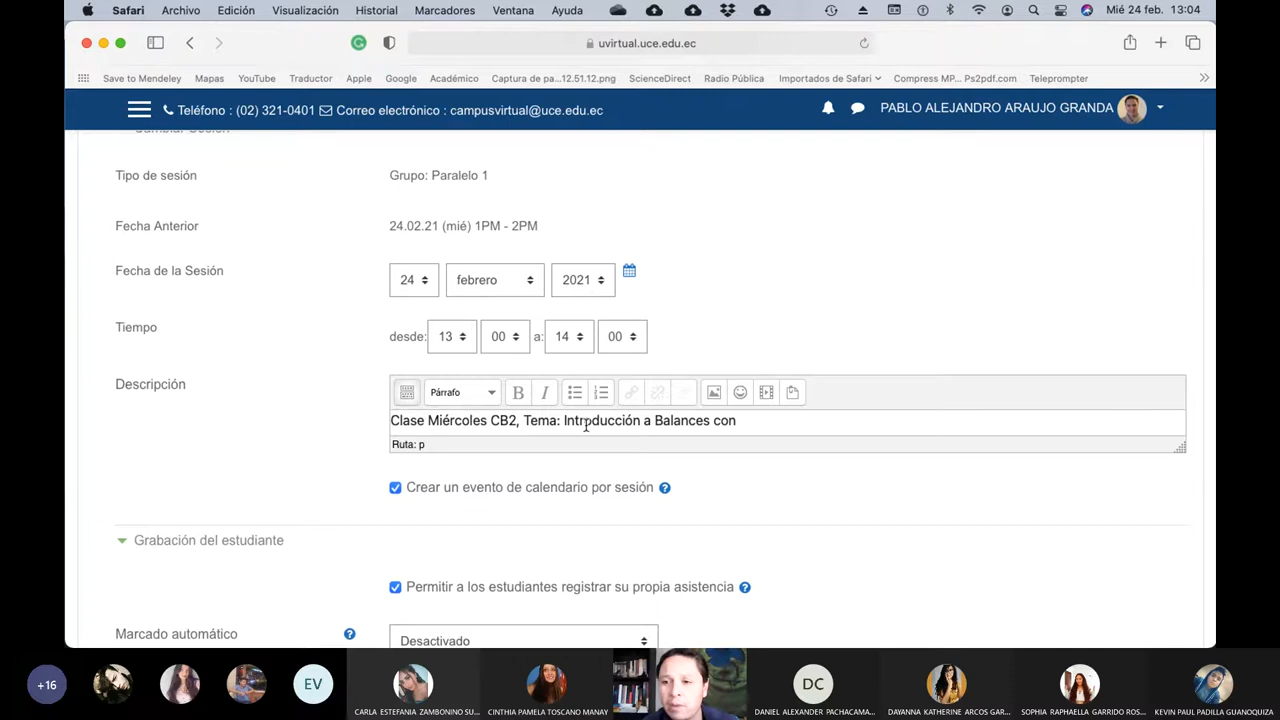 Safari Archivo Edición Visualización Historial Marcadores Ventana Ayuda Mié 24 feb. 13:04
uvirtual.uce.edu.ec
Save to Mendeley Mapas YouTube Traductor Apple Google Académico Captura de pa...12.51.12.png ScienceDirect Radio Pública Importados de Safari Compress MP... Ps2pdf.com Teleprompter
Teléfono : (02) 321-0401 Correo electrónico : campusvirtual@uce.edu.ec PABLO ALEJANDRO ARAUJO GRANDA
Cambiar Sesión
Tipo de sesión Grupo: Paralelo 1
Fecha Anterior 24.02.21 (mié) 1PM - 2PM
Fecha de la Sesión 24 febrero 2021
Tiempo desde: 13 00 a: 14 00
Descripción Párrafo B I
Clase Miércoles CB2, Tema: Introducción a Balances con
Ruta: p
Crear un evento de calendario por sesión ?
Grabación del estudiante
Permitir a los estudiantes registrar su propia asistencia ?
Marcado automático ? Desactivado
+16 EV DC
CARLA ESTEFANIA ZAMBONINO SU... CINTHIA PAMELA TOSCANO MANAY DANIEL ALEXANDER PACHACAMA... DAYANNA KATHERINE ARCOS GAR... SOPHIA RAPHAELLA GARRIDO ROS... KEVIN PAUL PADILLA GUANOQUIZA